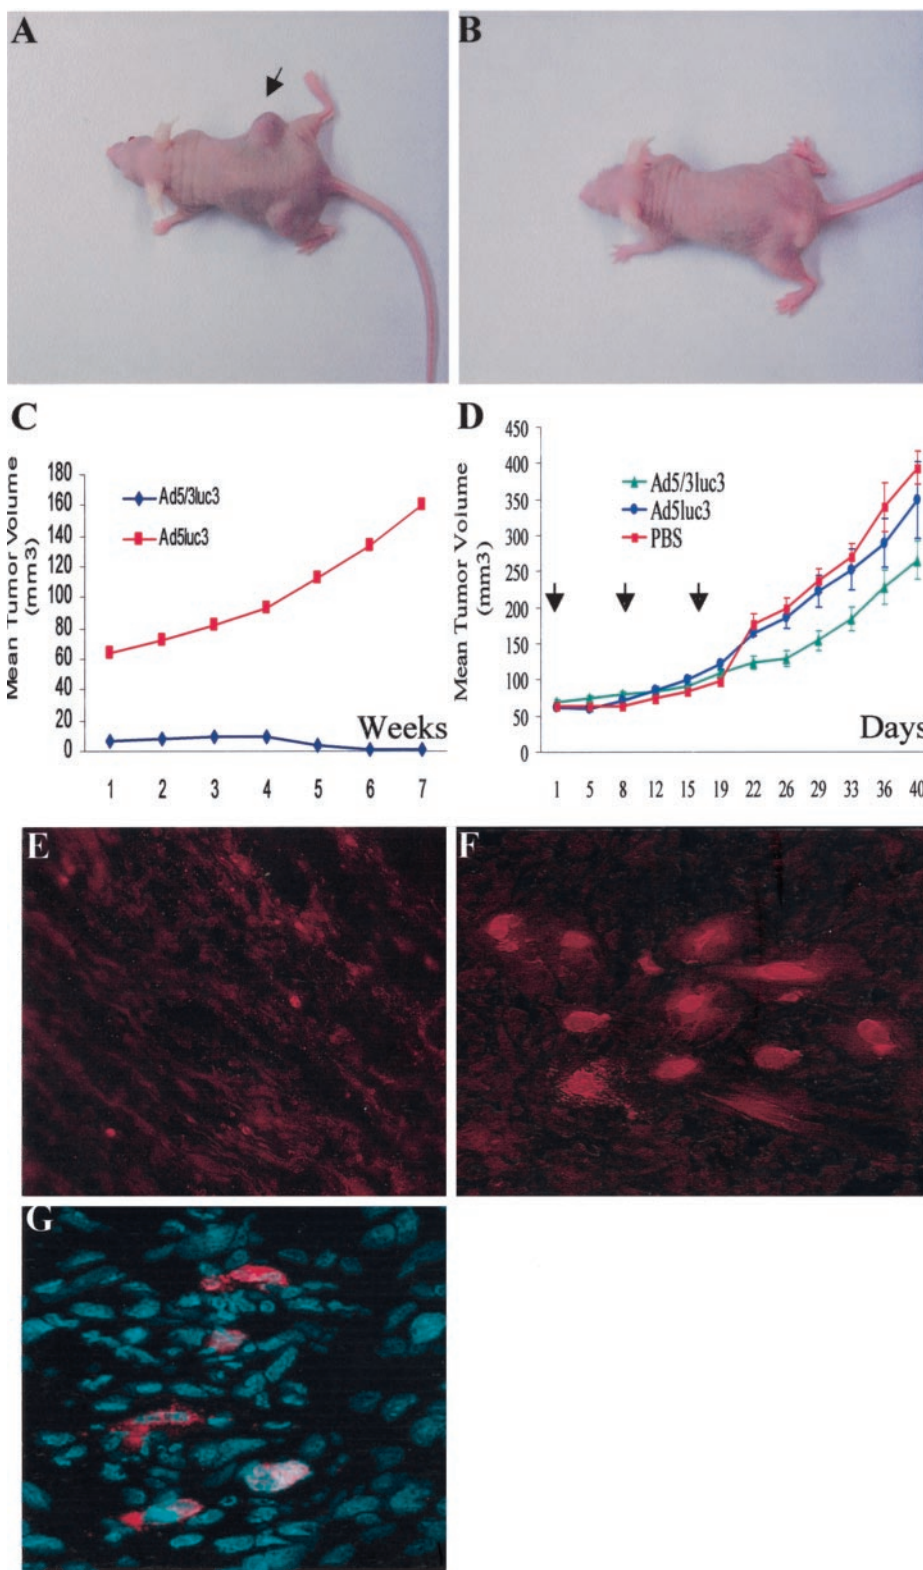 A
B
C
Mean Tumor Volume
(mm3)
180
160
140
120
100
80
60
40
20
0
Ad5/3luc3
Ad5luc3
Weeks
1 2 3 4 5 6 7
D
Mean Tumor Volume
(mm3)
450
400
350
300
250
200
150
100
50
0
Ad5/3luc3
Ad5luc3
PBS
Days
1 5 8 12 15 19 22 26 29 33 36 40
E
F
G